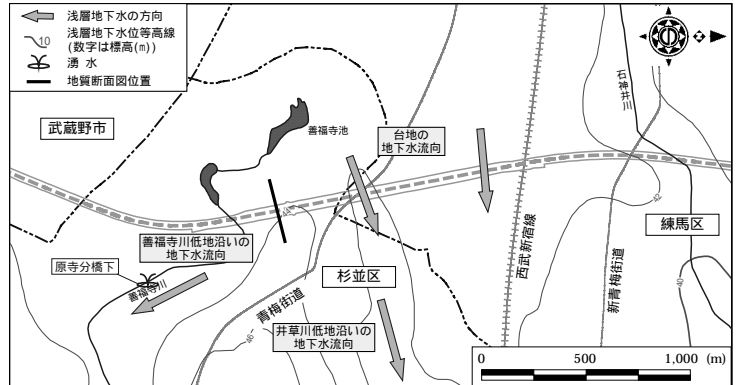 浅層地下水の方向
浅層地下水位等高線
(数字は標高(m))
10
湧 水
地質断面図位置
武蔵野市
善福寺池
台地の
地下水流向
石神井川
42
練馬区
善福寺川低地沿いの
地下水流向
原寺分橋下
善福寺川
杉並区
西武新宿線
新青梅街道
40
青梅街道
46
井草川低地沿いの
地下水流向
0 500 1,000 (m)